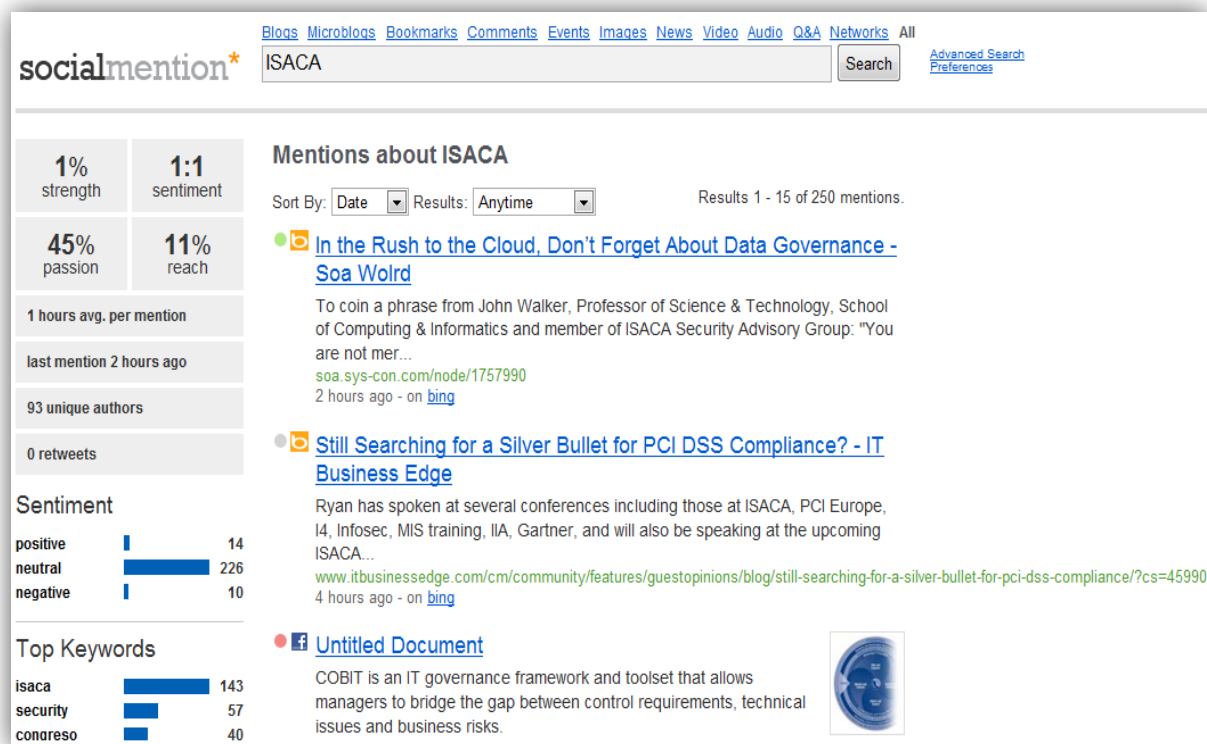 Blogs Microblogs Bookmarks Comments Events Images News Video Audio Q&A Networks All
socialmention*
ISACA
Search
Advanced Search
Preferences
1%
strength
1:1
sentiment
45%
passion
11%
reach
1 hours avg. per mention
last mention 2 hours ago
93 unique authors
0 retweets
Sentiment
positive 14
neutral 226
negative 10
Top Keywords
isaca 143
security 57
congreso 40
Mentions about ISACA
Sort By: Date Results: Anytime Results 1 - 15 of 250 mentions.
In the Rush to the Cloud, Don't Forget About Data Governance -
Soa Wolrd
To coin a phrase from John Walker, Professor of Science & Technology, School
of Computing & Informatics and member of ISACA Security Advisory Group: "You
are not mer...
soa.sys-con.com/node/1757990
2 hours ago - on bing
Still Searching for a Silver Bullet for PCI DSS Compliance? - IT
Business Edge
Ryan has spoken at several conferences including those at ISACA, PCI Europe,
I4, Infosec, MIS training, IIA, Gartner, and will also be speaking at the upcoming
ISACA...
www.itbusinessedge.com/cm/community/features/guestopinions/blog/still-searching-for-a-silver-bullet-for-pci-dss-compliance/?cs=45990
4 hours ago - on bing
Untitled Document
COBIT is an IT governance framework and toolset that allows
managers to bridge the gap between control requirements, technical
issues and business risks.